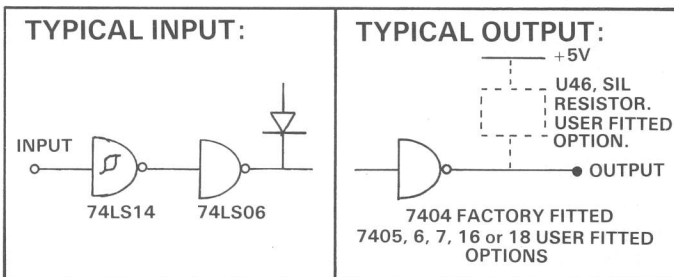 TYPICAL INPUT:
INPUT
74LS14
74LS06
TYPICAL OUTPUT:
+5V
U46, SIL
RESISTOR.
USER FITTED
OPTION.
OUTPUT
7404 FACTORY FITTED
7405, 6, 7, 16 or 18 USER FITTED
OPTIONS